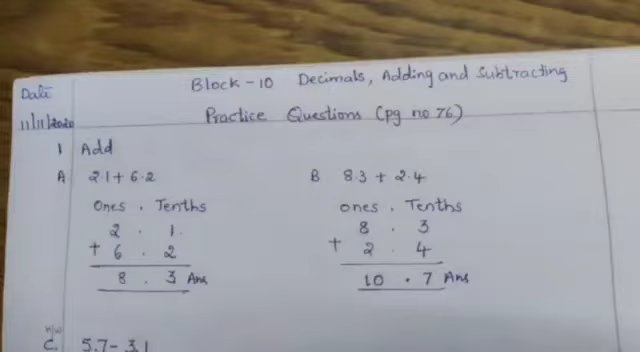 Block - 10 Decimals, Adding and Subtracting
Date
11/11/2020
Practice Questions (pg no 76)
1 Add
A 2.1 + 6.2
B 8.3 + 2.4
Ones . Tenths
2 . 1
+ 6 . 2
8 . 3 Ans
ones . Tenths
8 . 3
+ 2 . 4
10 . 7 Ans
C. 5.7 - 3.1